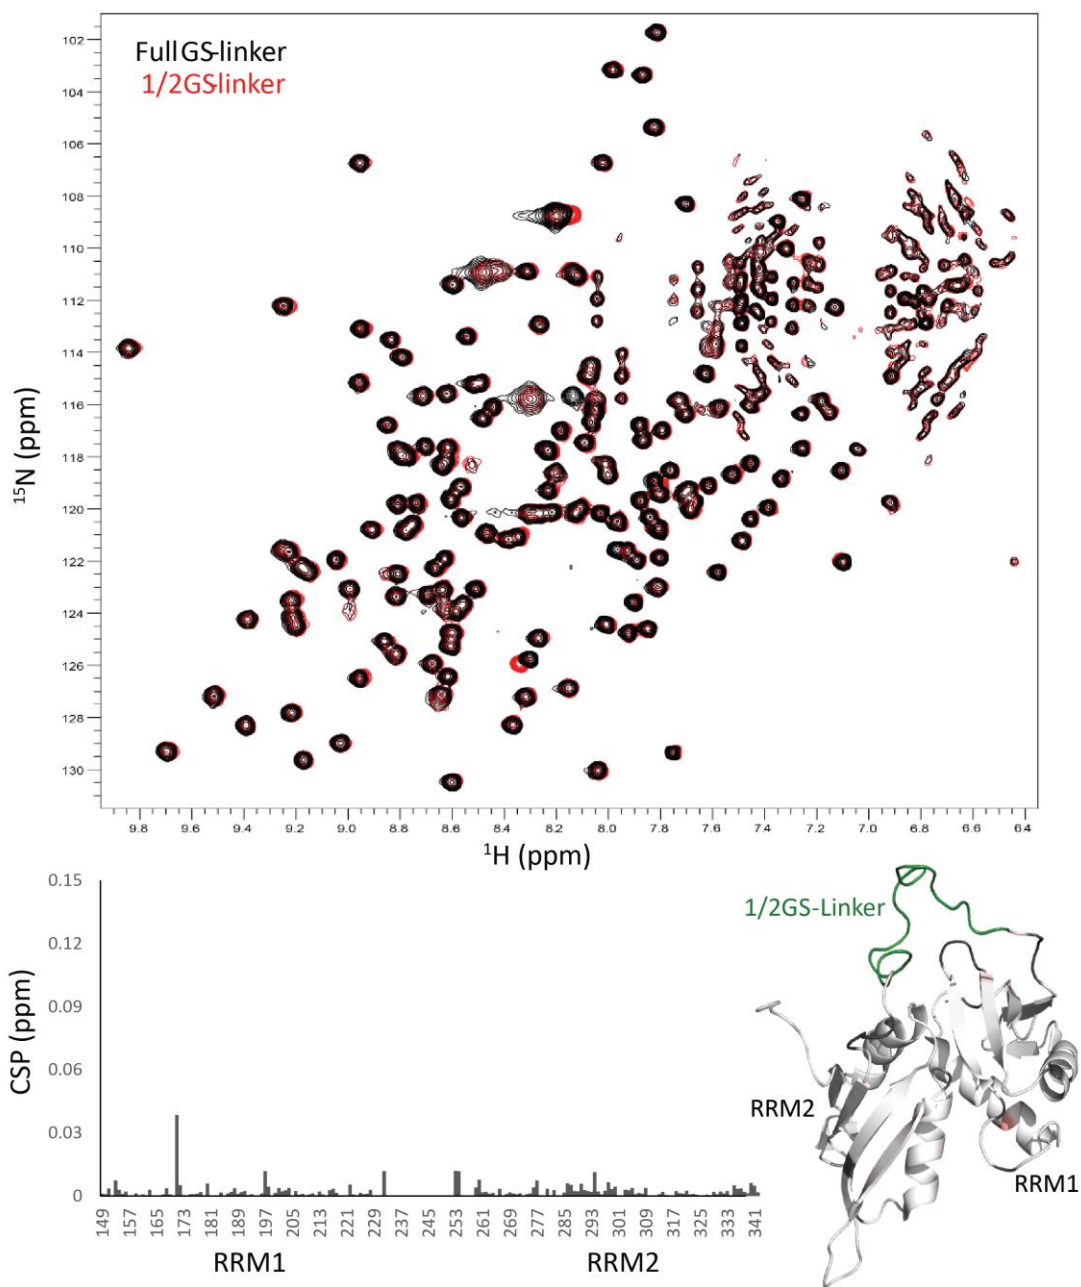 Full GS-linker
1/2GS-linker
102
104
106
108
110
112
114
116
118
120
122
124
126
128
130
15N (ppm)
9.8 9.6 9.4 9.2 9.0 8.8 8.6 8.4 8.2 8.0 7.8 7.6 7.4 7.2 7.0 6.8 6.6 6.4
1H (ppm)
0.15
0.12
0.09
0.06
0.03
0
CSP (ppm)
149 157 165 173 181 189 197 205 213 221 229 237 245 253 261 269 277 285 293 301 309 317 325 333 341
RRM1 RRM2
1/2GS-Linker
RRM2
RRM1